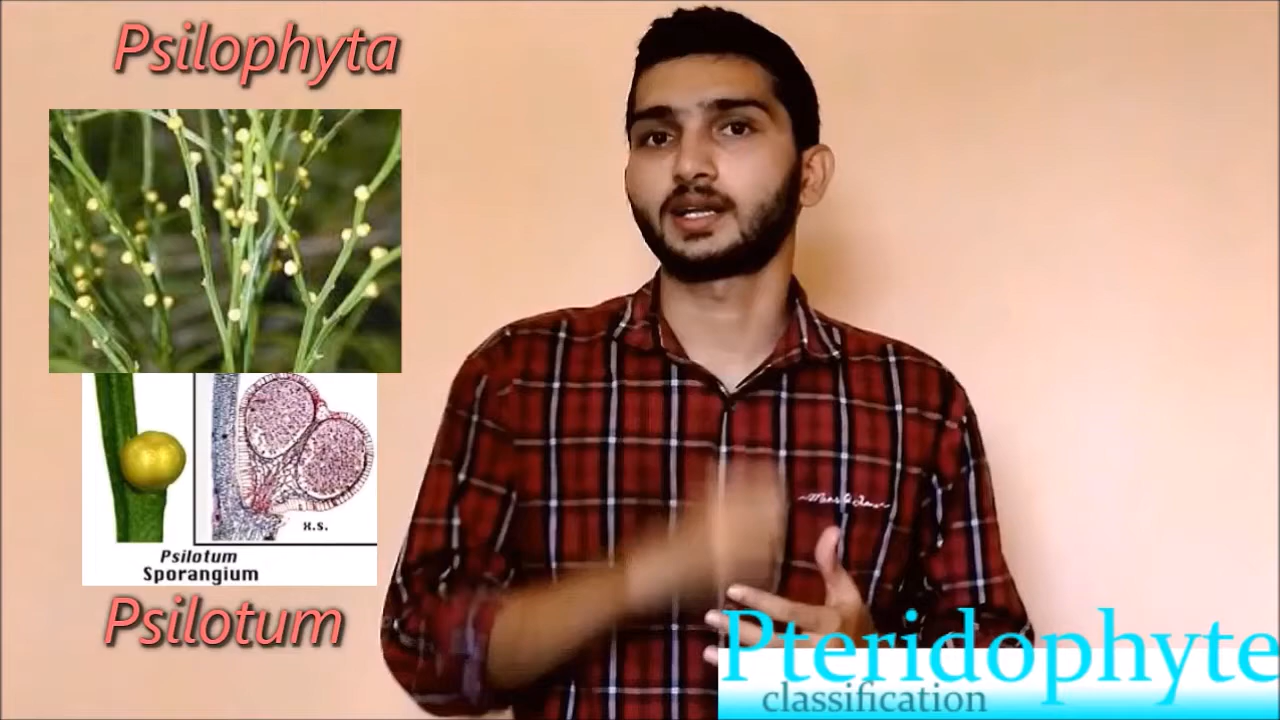 Psilophyta
X.S.
Psilotum
Sporangium
Psilotum
Pteridophyte
classification